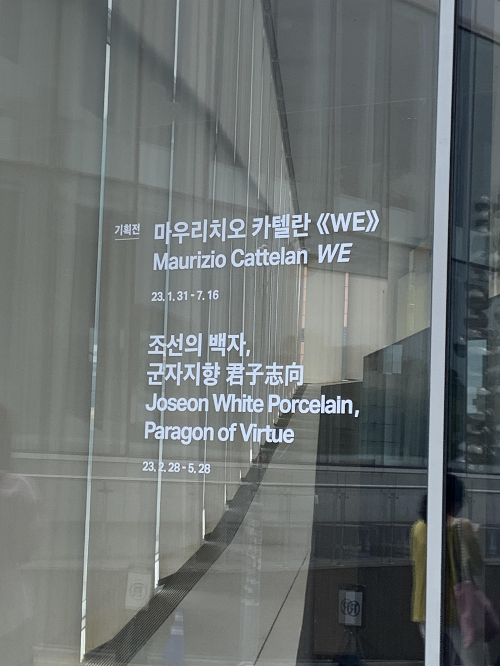 기획전
마우리치오 카텔란 《WE》
Maurizio Cattelan WE
23. 1. 31 - 7. 16
조선의 백자,
군자지향 君子志向
Joseon White Porcelain,
Paragon of Virtue
23. 2. 28 - 5. 28